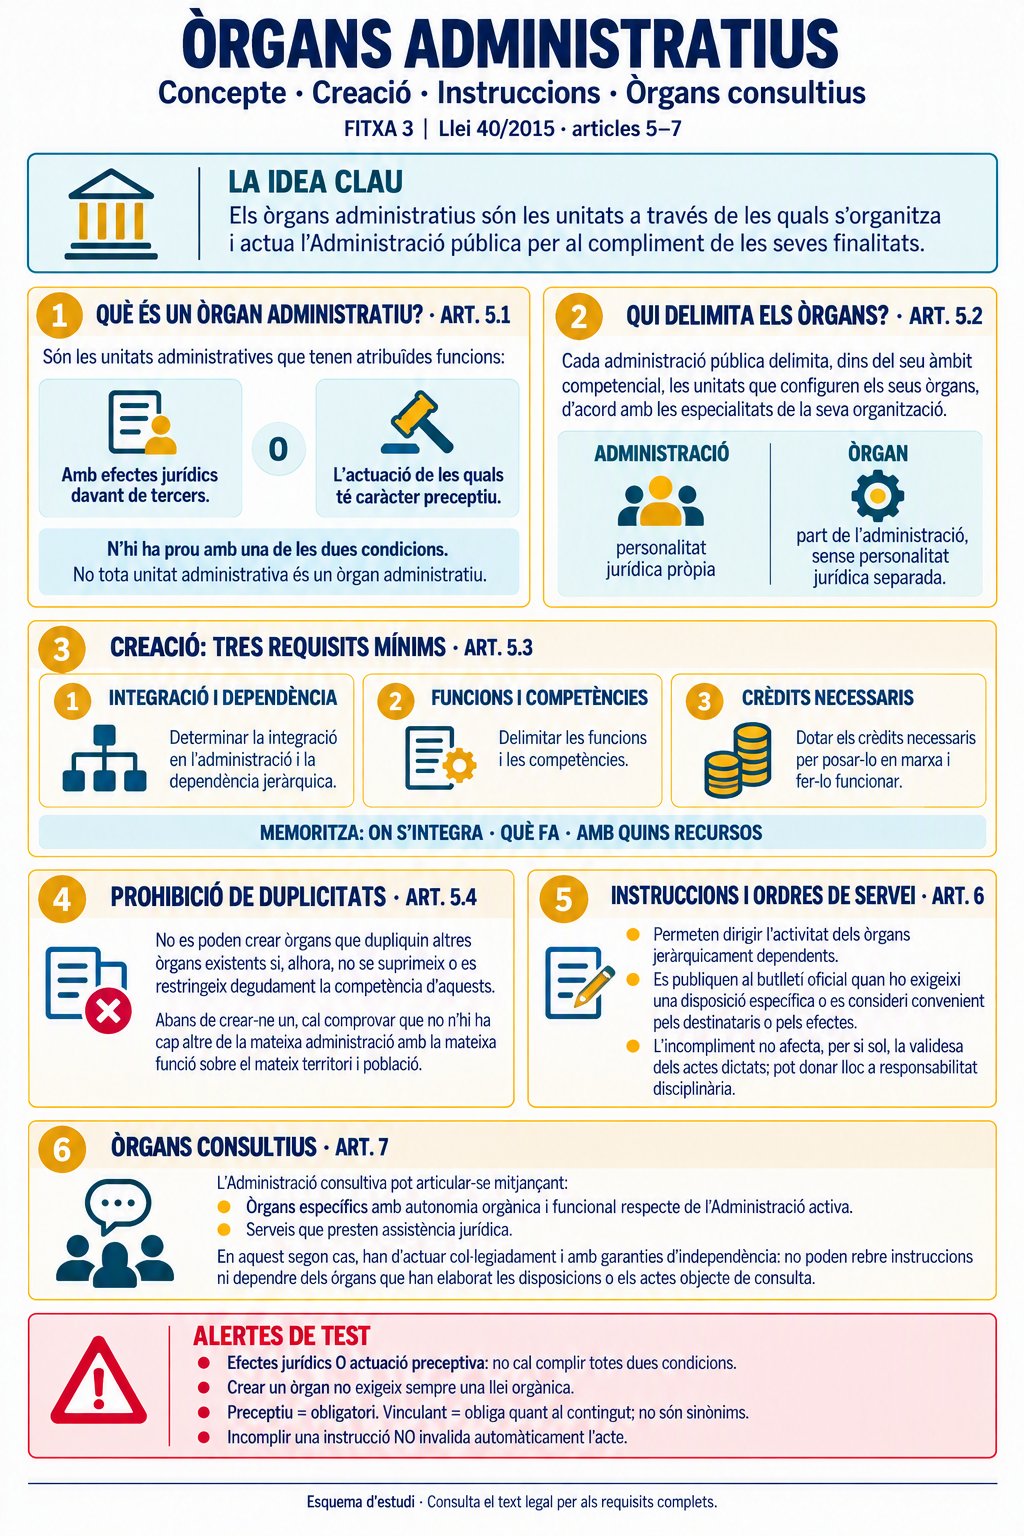 ÒRGANS ADMINISTRATIUS
Concepte · Creació · Instruccions · Òrgans consultius
FITXA 3 | Llei 40/2015 · articles 5–7
LA IDEA CLAU
Els òrgans administratius són les unitats a través de les quals s’organitza
i actua l’Administració pública per al compliment de les seves finalitats.
1 QUÈ ÉS UN ÒRGAN ADMINISTRATIU? · ART. 5.1
Són les unitats administratives que tenen atribuïdes funcions:
Amb efectes jurídics
davant de tercers.
O
L’actuació de les quals
té caràcter preceptiu.
N’hi ha prou amb una de les dues condicions.
No tota unitat administrativa és un òrgan administratiu.
2 QUI DELIMITA ELS ÒRGANS? · ART. 5.2
Cada administració pública delimita, dins del seu àmbit
competencial, les unitats que configuren els seus òrgans,
d’acord amb les especialitats de la seva organització.
ADMINISTRACIÓ
personalitat
jurídica pròpia
ÒRGAN
part de l’administració,
sense personalitat
jurídica separada.
3 CREACIÓ: TRES REQUISITS MÍNIMS · ART. 5.3
1 INTEGRACIÓ I DEPENDÈNCIA
Determinar la integració
en l’administració i la
dependència jeràrquica.
2 FUNCIONS I COMPETÈNCIES
Delimitar les funcions
i les competències.
3 CRÈDITS NECESSARIS
Dotar els crèdits necessaris
per posar-lo en marxa i
fer-lo funcionar.
MEMORITZA: ON S’INTEGRA · QUÈ FA · AMB QUINS RECURSOS
4 PROHIBICIÓ DE DUPLICITATS · ART. 5.4
No es poden crear òrgans que dupliquin altres
òrgans existents si, alhora, no se suprimeix o es
restringeix degudament la competència d’aquests.
Abans de crear-ne un, cal comprovar que no n’hi ha
cap altre de la mateixa administració amb la mateixa
funció sobre el mateix territori i població.
5 INSTRUCCIONS I ORDRES DE SERVEI · ART. 6
Permeten dirigir l’activitat dels òrgans
jeràrquicament dependents.
Es publiquen al butlletí oficial quan ho exigeixi
una disposició específica o es consideri convenient
pels destinataris o pels efectes.
L’incompliment no afecta, per si sol, la validesa
dels actes dictats; pot donar lloc a responsabilitat
disciplinària.
6 ÒRGANS CONSULTIUS · ART. 7
L’Administració consultiva pot articular-se mitjançant:
Òrgans específics amb autonomia orgànica i funcional respecte de l’Administració activa.
Serveis que presten assistència jurídica.
En aquest segon cas, han d’actuar col·legiadament i amb garanties d’independència: no poden rebre instruccions
ni dependre dels órgans que han elaborat les disposicions o els actes objecte de consulta.
ALERTES DE TEST
Efectes jurídics O actuació preceptiva: no cal complir totes dues condicions.
Crear un òrgan no exigeix sempre una llei orgànica.
Preceptiu = obligatori. Vinculant = obliga quant al contingut; no són sinònims.
Incomplir una instrucció NO invalida automàticament l’acte.
Esquema d’estudi · Consulta el text legal per als requisits complets.